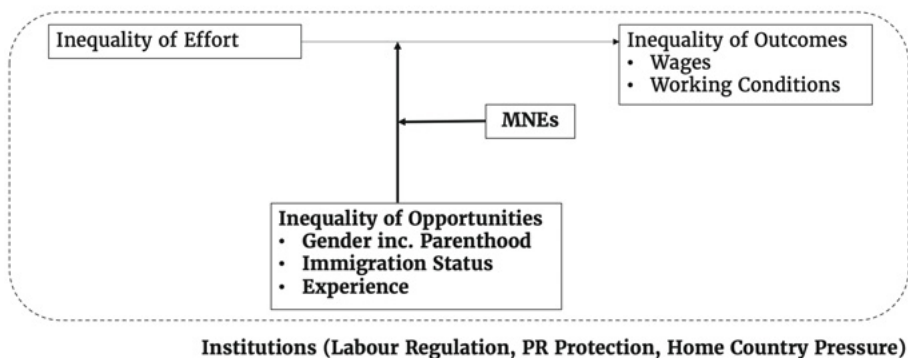 Inequality of Effort
Inequality of Outcomes
• Wages
• Working Conditions
MNEs
Inequality of Opportunities
• Gender inc. Parenthood
• Immigration Status
• Experience
Institutions (Labour Regulation, PR Protection, Home Country Pressure)